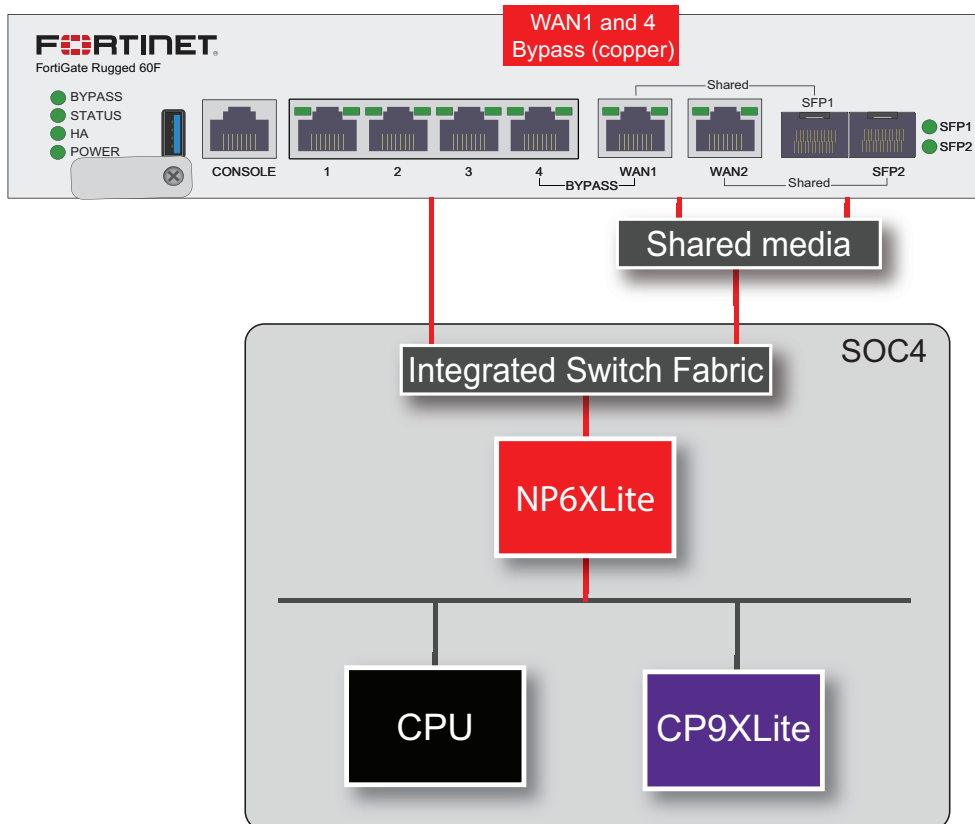 WAN1 and 4
Bypass (copper)
FORTINET
FortiGate Rugged 60F
BYPASS
STATUS
HA
POWER
Shared
SFP1
SFP1
SFP2
CONSOLE
1
2
3
4
BYPASS
WAN1
WAN2
Shared
SFP2
Shared media
SOC4
Integrated Switch Fabric
NP6XLite
CPU
CP9XLite